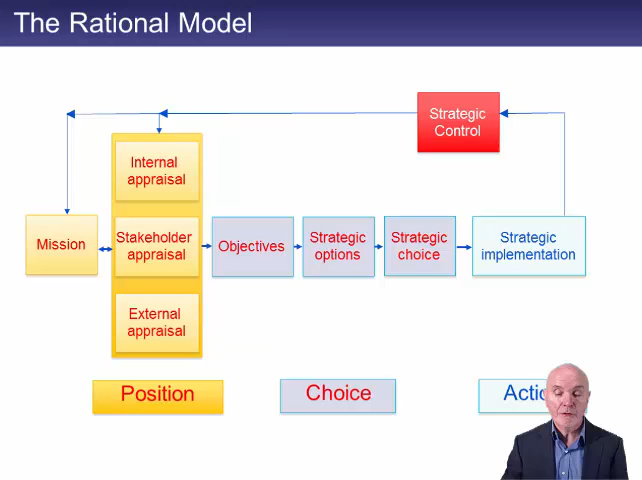 The Rational Model
Strategic
Control
Internal
appraisal
Mission
Stakeholder
appraisal
Objectives
Strategic
options
Strategic
choice
Strategic
implementation
External
appraisal
Position
Choice